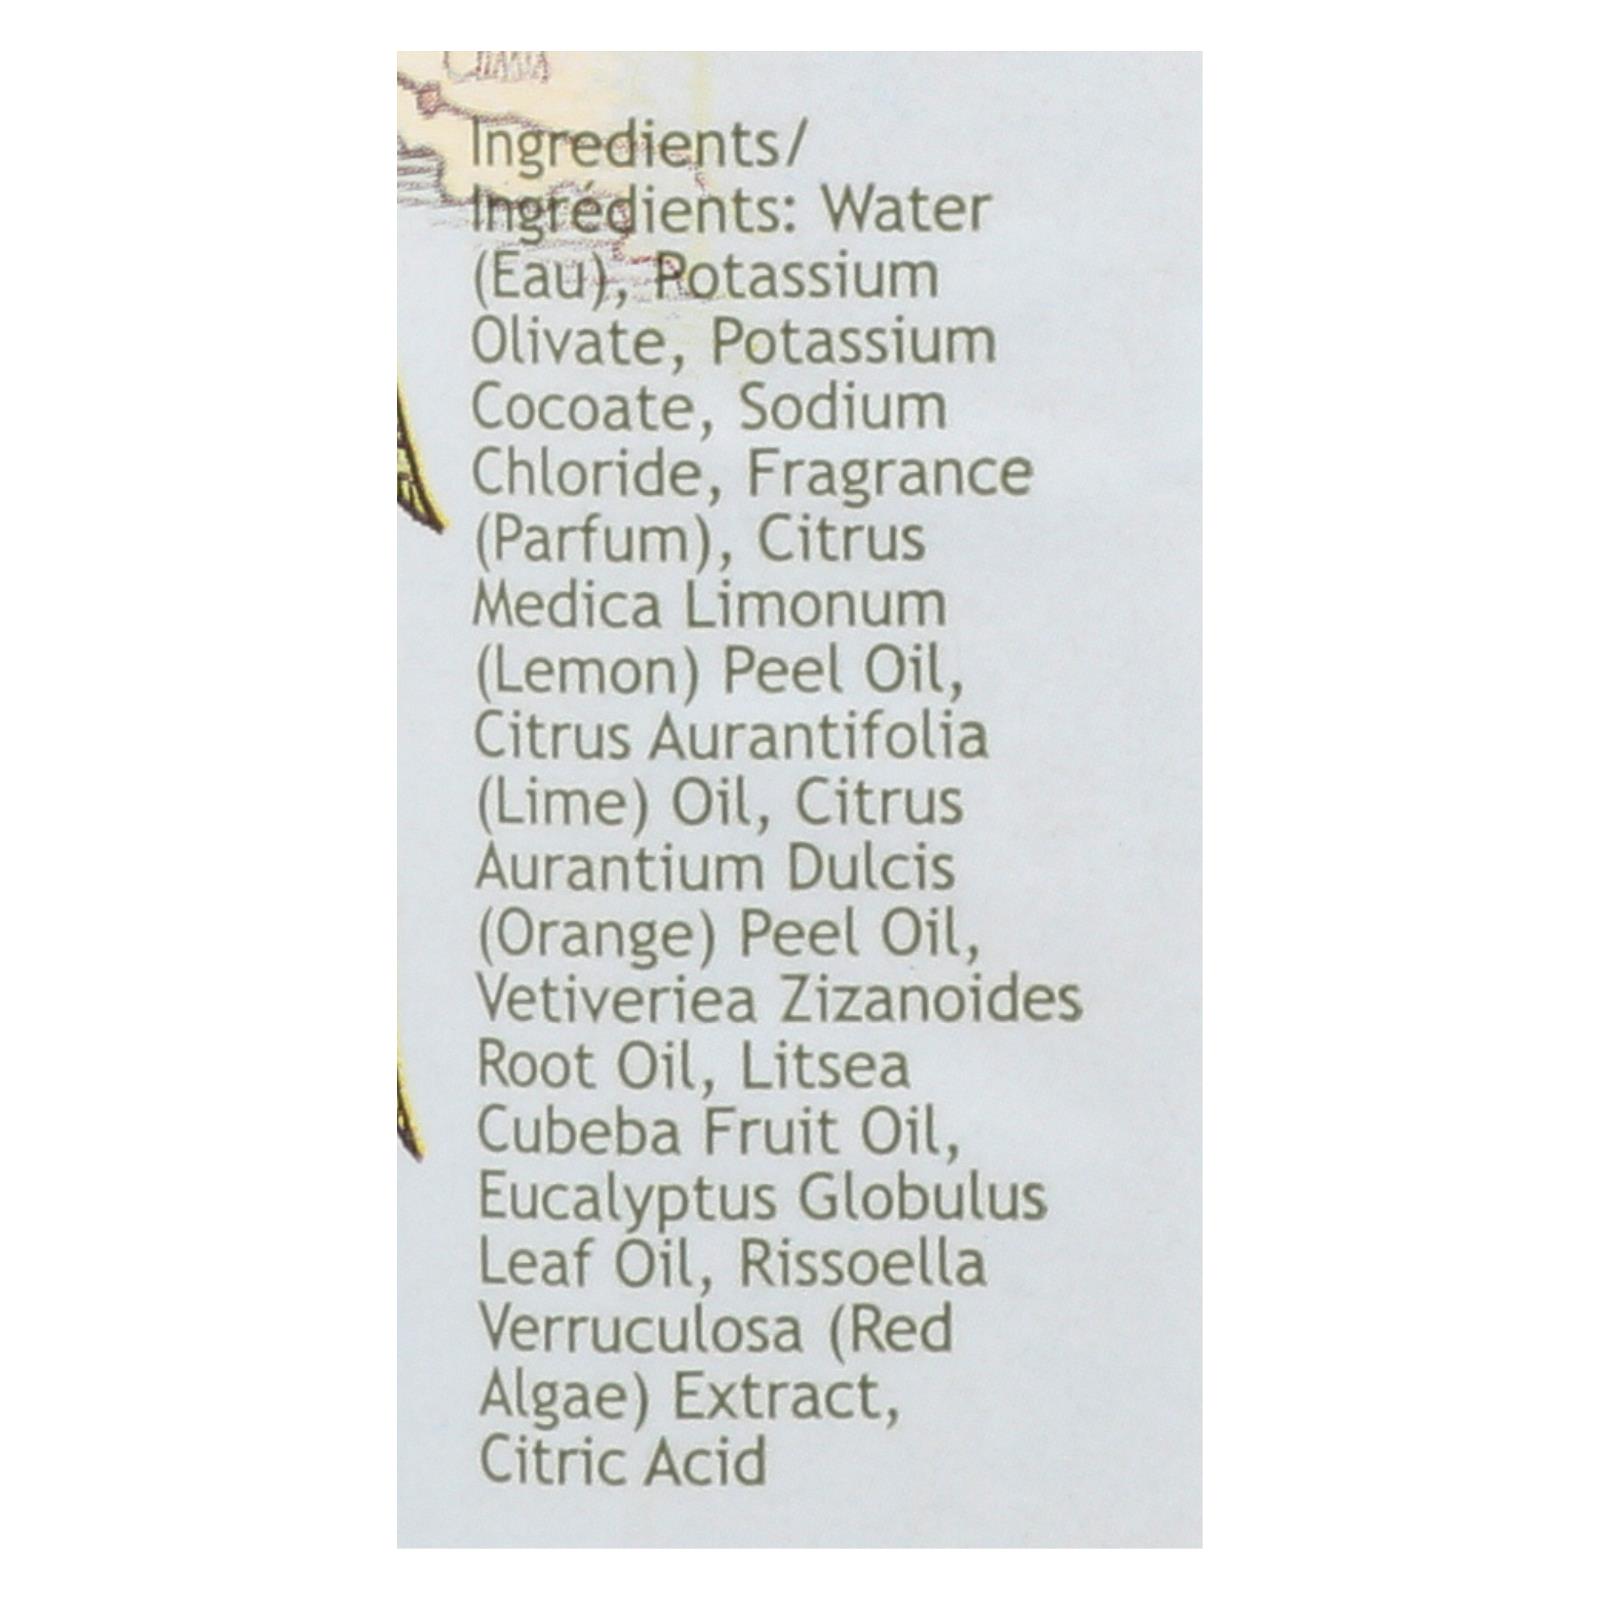 Ingredients/
Ingrédients: Water
(Eau), Potassium
Olivate, Potassium
Cocoate, Sodium
Chloride, Fragrance
(Parfum), Citrus
Medica Limonum
(Lemon) Peel Oil,
Citrus Aurantifolia
(Lime) Oil, Citrus
Aurantium Dulcis
(Orange) Peel Oil,
Vetiveriea Zizanoides
Root Oil, Litsea
Cubeba Fruit Oil,
Eucalyptus Globulus
Leaf Oil, Rissoella
Verruculosa (Red
Algae) Extract,
Citric Acid